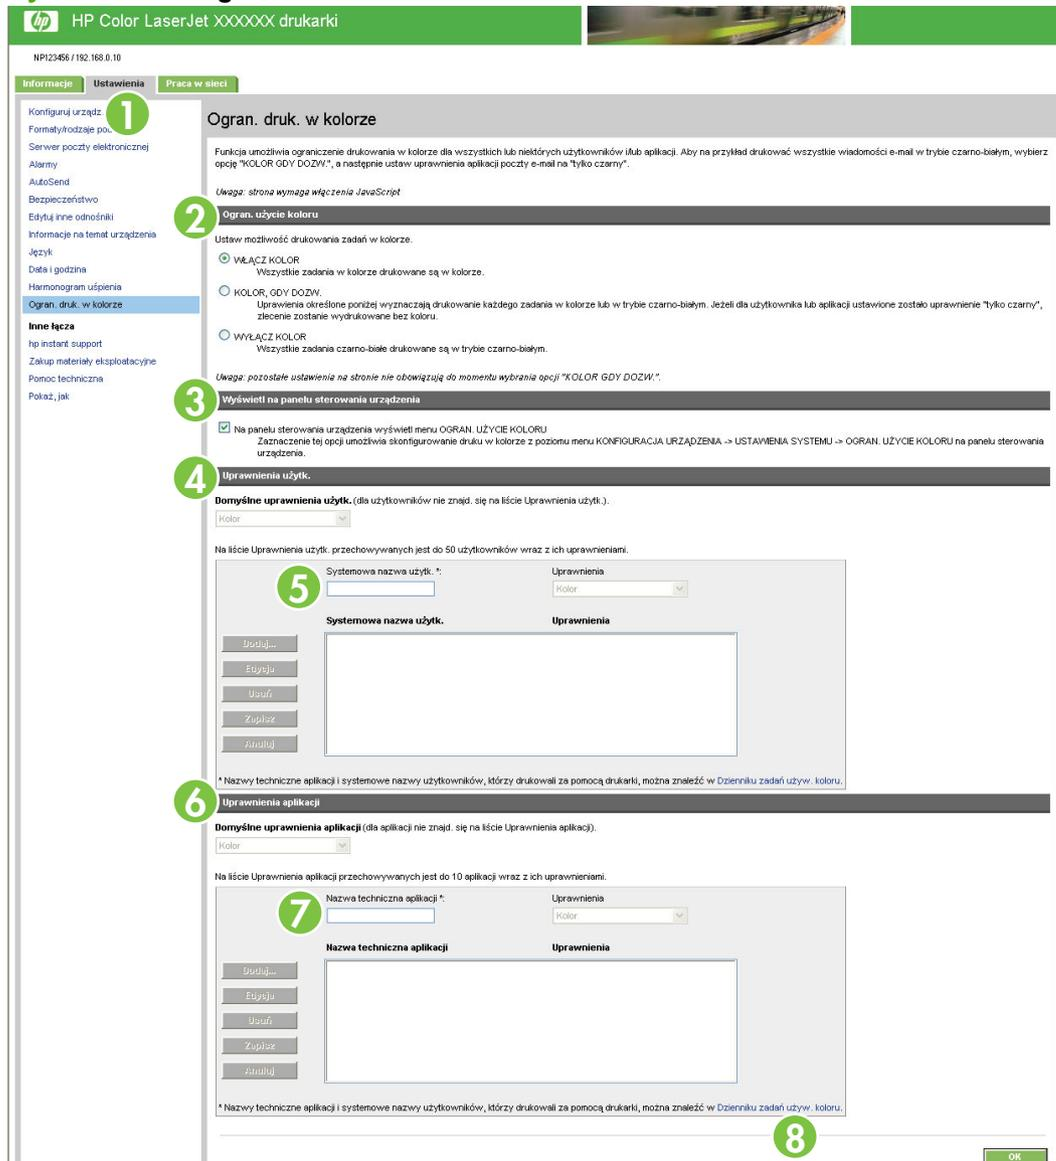 hp HP Color LaserJet XXXXXX drukarki
NP123456 / 192.168.0.10
Informacje Ustawienia Praca w sieci
1
Konfiguruj urządz.
Formaty/rodzaje
Serwer poczty elektronicznej
Alarmy
AutoSend
Bezpieczeństwo
Edytuj inne odnośniki
Informacje na temat urządzenia
Język
Data i godzina
Harmonogram uśpienia
Ogran. druk. w kolorze
Inne łącza
hp instant support
Zakup materiały eksploatacyjne
Pomoc techniczna
Pokaż, jak
Ogran. druk. w kolorze
Funkcja umożliwia ograniczenie drukowania w kolorze dla wszystkich lub niektórych użytkowników i/lub aplikacji. Aby na przykład drukować wszystkie wiadomości e-mail w trybie czarno-białym, wybierz
opcję "KOLOR GDY DOZW.", a następnie ustaw uprawnienia aplikacji poczty e-mail na "tylko czarny".
Uwaga: strona wymaga włączenia JavaScript
2 Ogran. użycie koloru
Ustaw możliwość drukowania zadań w kolorze.
WŁĄCZ KOLOR
Wszystkie zadania w kolorze drukowane są w kolorze.
KOLOR, GDY DOZW.
Uprawienia określone poniżej wyznaczają drukowanie każdego zadania w kolorze lub w trybie czarno-białym. Jeżeli dla użytkownika lub aplikacji ustawione zostało uprawnienie "tylko czarny",
zlecenie zostanie wydrukowane bez koloru.
WYŁĄCZ KOLOR
Wszystkie zadania czarno-białe drukowane są w trybie czarno-białym.
Uwaga: pozostałe ustawienia na stronie nie obowiązują do momentu wybrania opcji "KOLOR GDY DOZW.".
3 Wyświetl na panelu sterowania urządzenia
Na panelu sterowania urządzenia wyświetl menu OGRAN. UŻYCIE KOLORU
Zaznaczenie tej opcji umożliwia skonfigurowanie druku w kolorze z poziomu menu KONFIGURACJA URZĄDZENIA -> USTAWIENIA SYSTEMU -> OGRAN. UŻYCIE KOLORU na panelu sterowania
urządzenia.
4 Uprawnienia użytk.
Domyślne uprawnienia użytk. (dla użytkowników nie znajd. się na liście Uprawnienia użytk.).
Kolor
Na liście Uprawnienia użytk. przechowywanych jest do 50 użytkowników wraz z ich uprawnieniami.
5 Systemowa nazwa użytk. *: Uprawnienia
Kolor
Systemowa nazwa użytk. Uprawnienia
Dodaj...
Edycja
Usuń
Zapisz
Anuluj
* Nazwy techniczne aplikacji i systemowe nazwy użytkowników, którzy drukowali za pomocą drukarki, można znaleźć w Dzienniku zadań używ. koloru.
6 Uprawnienia aplikacji
Domyślne uprawnienia aplikacji (dla aplikacji nie znajd. się na liście Uprawnienia aplikacji).
Kolor
Na liście Uprawnienia aplikacji przechowywanych jest do 10 aplikacji wraz z ich uprawnieniami.
7 Nazwa techniczna aplikacji *: Uprawnienia
Kolor
Nazwa techniczna aplikacji Uprawnienia
Dodaj...
Edycja
Usuń
Zapisz
Anuluj
* Nazwy techniczne aplikacji i systemowe nazwy użytkowników, którzy drukowali za pomocą drukarki, można znaleźć w Dzienniku zadań używ. koloru.
8
OK